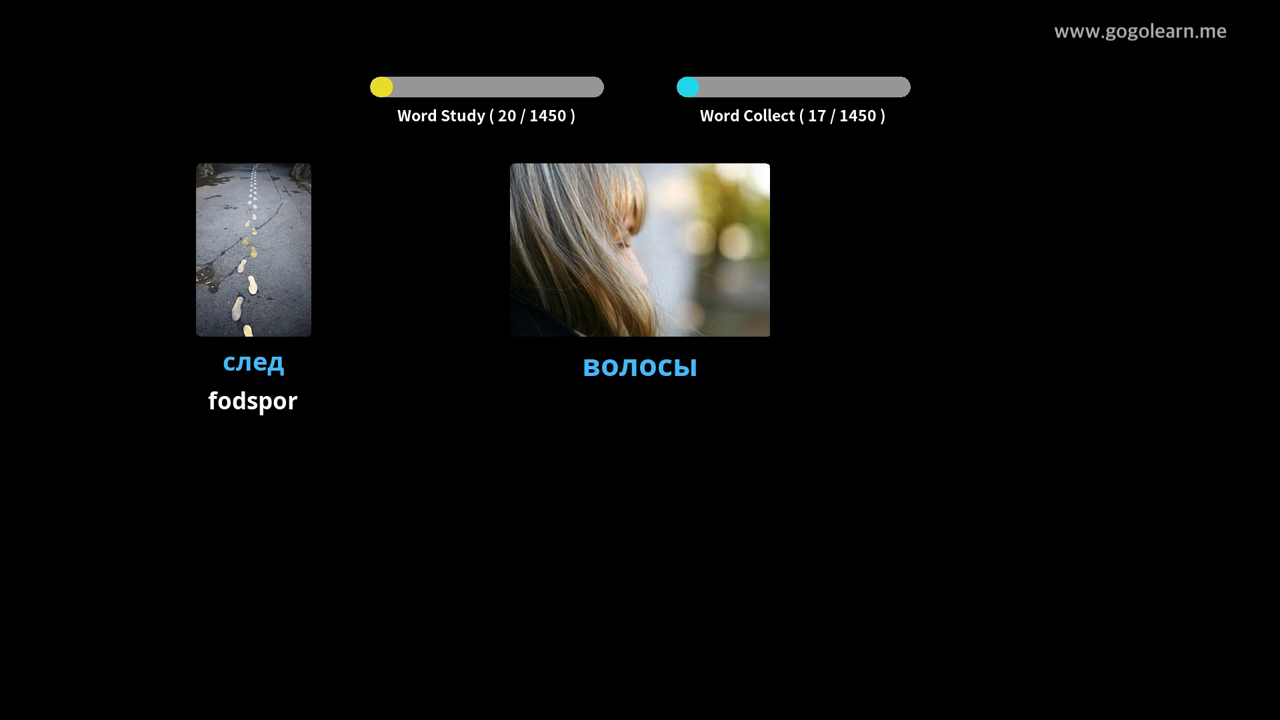 www.gogolearn.me
Word Study ( 20 / 1450 )
Word Collect ( 17 / 1450 )
след
fodspor
волосы